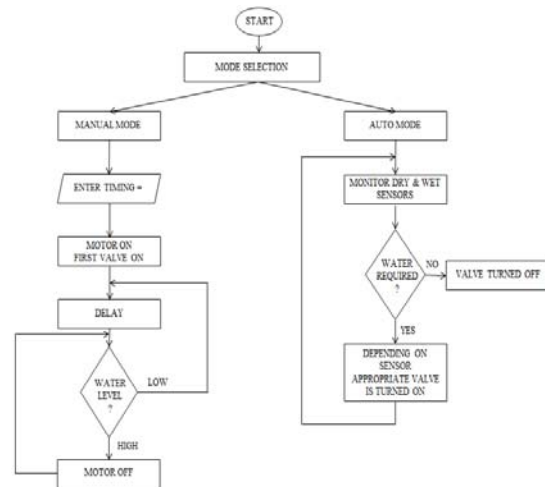 START
MODE SELECTION
MANUAL MODE
ENTER TIMING =
MOTOR ON
FIRST VALVE ON
DELAY
WATER
LEVEL
?
LOW
HIGH
MOTOR OFF
AUTO MODE
MONITOR DRY & WET
SENSORS
WATER
REQUIRED
?
NO
VALVE TURNED OFF
YES
DEPENDING ON
SENSOR
APPROPRIATE VALVE
IS TURNED ON